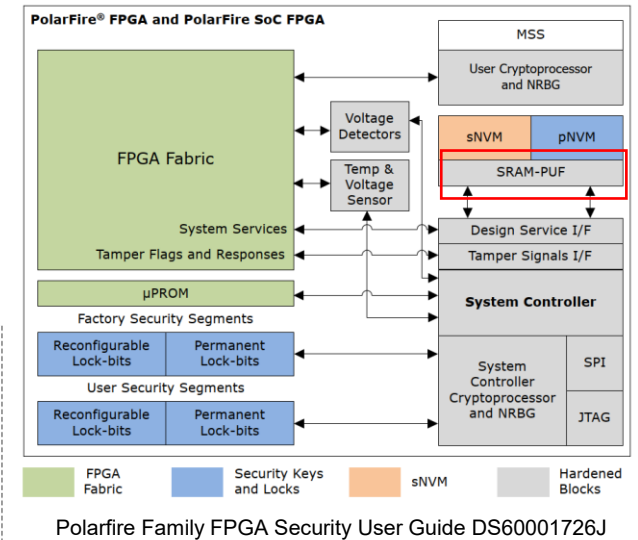 PolarFire® FPGA and PolarFire SoC FPGA
MSS
User Cryptoprocessor
and NRBG
Voltage
Detectors
sNVM
pNVM
FPGA Fabric
SRAM-PUF
Temp &
Voltage
Sensor
System Services
Design Service I/F
Tamper Flags and Responses
Tamper Signals I/F
µPROM
System Controller
Factory Security Segments
Reconfigurable
Lock-bits
Permanent
Lock-bits
System
Controller
Cryptoprocessor
and NRBG
SPI
User Security Segments
JTAG
Reconfigurable
Lock-bits
Permanent
Lock-bits
FPGA
Fabric
Security Keys
and Locks
sNVM
Hardened
Blocks
Polarfire Family FPGA Security User Guide DS60001726J